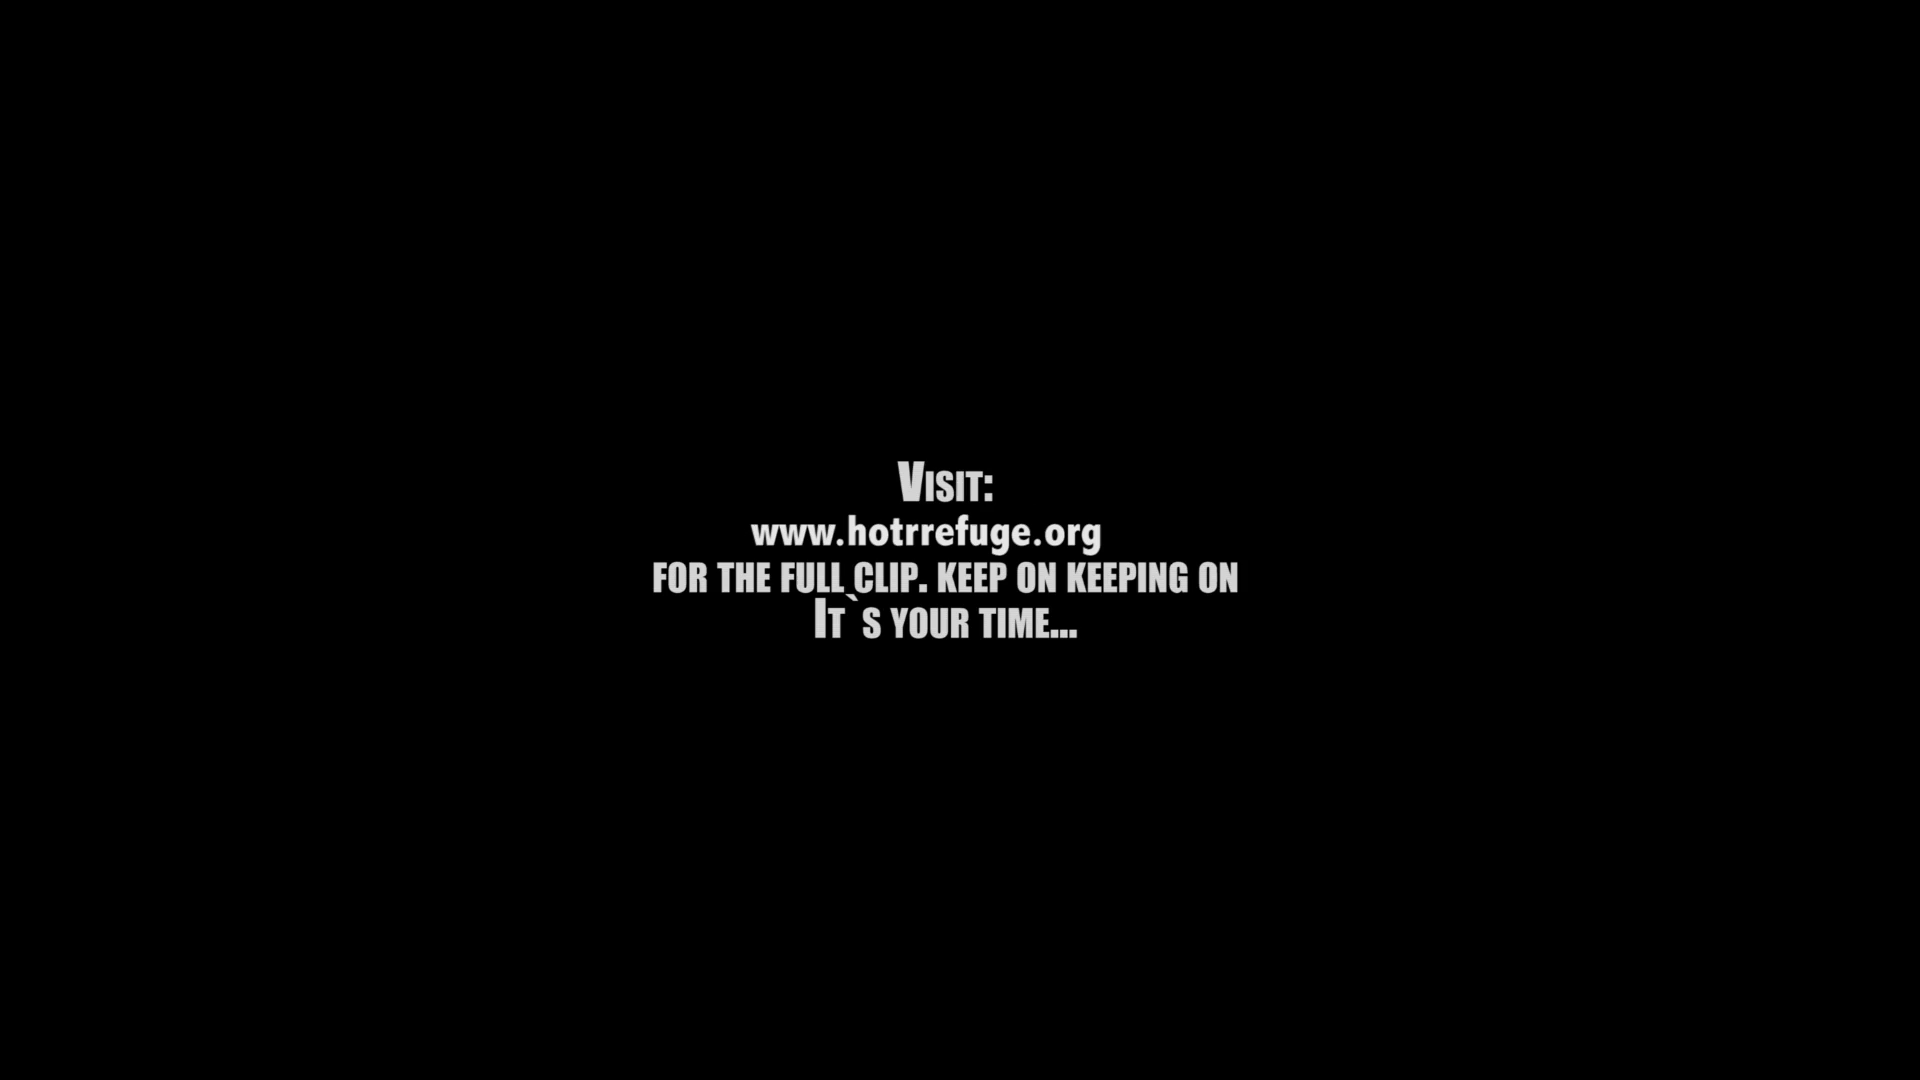 Visit:
www.hotrrefuge.org
for the full clip. keep on keeping on
It`s your time...